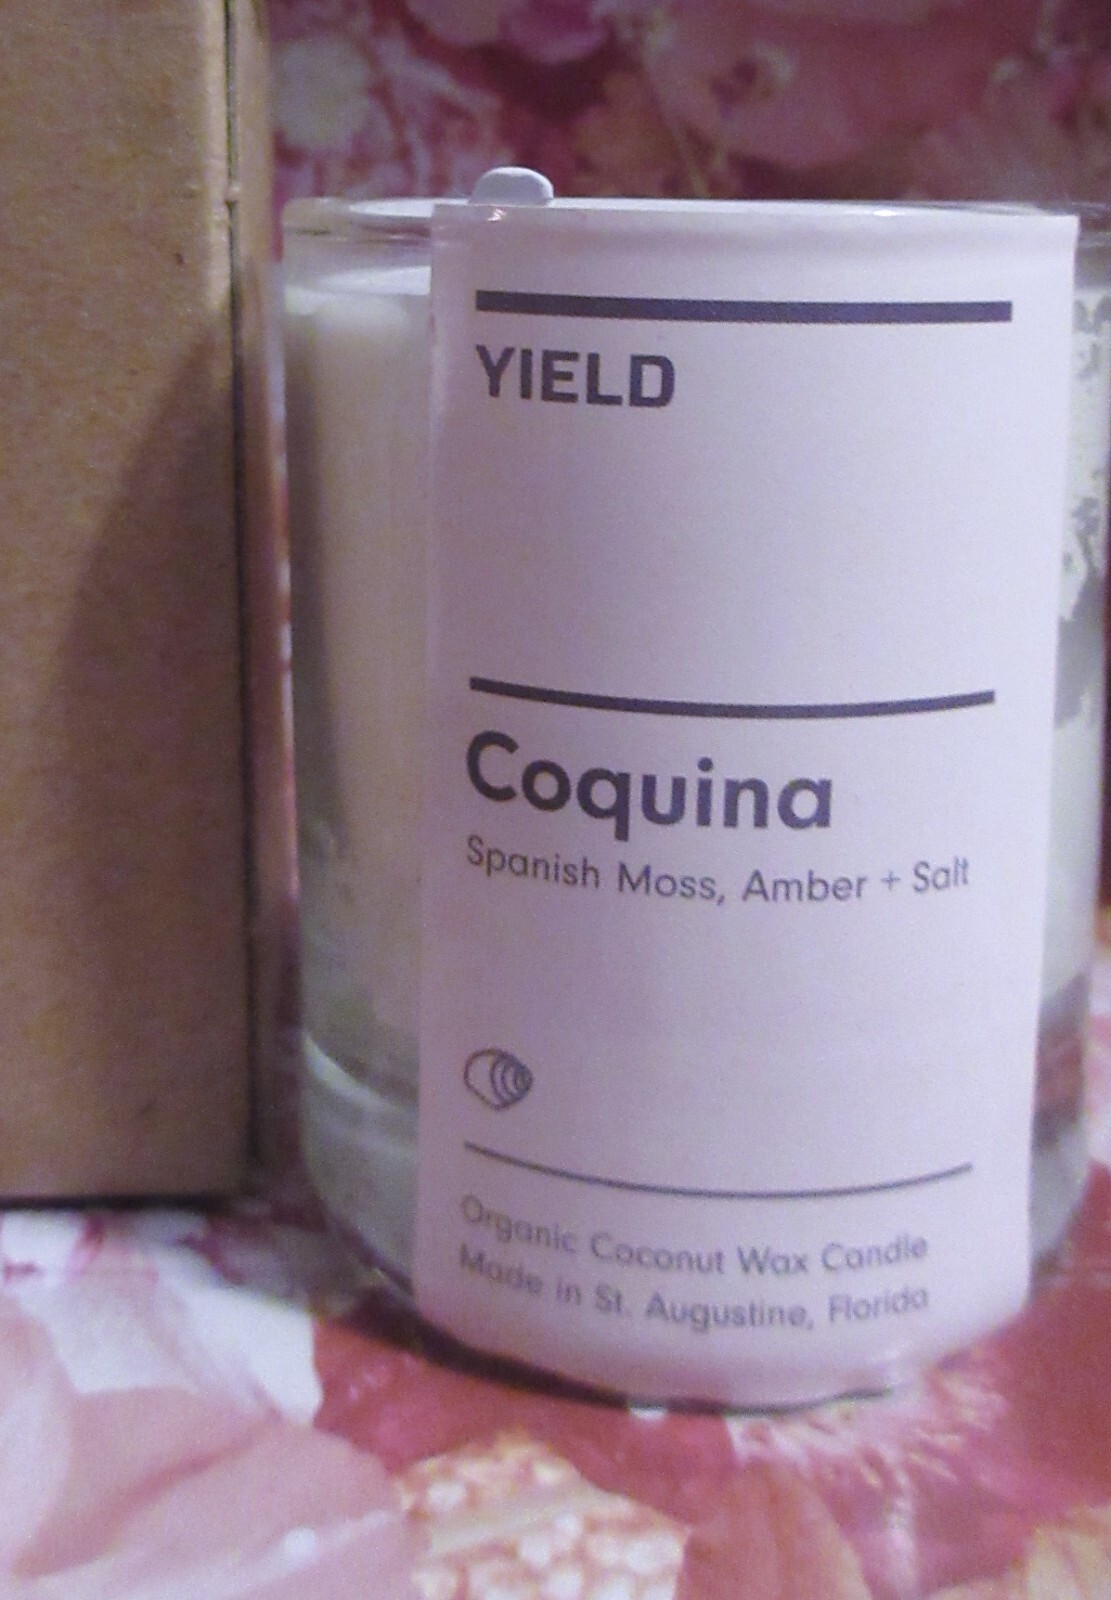 YIELD
Coquina
Spanish Moss, Amber + Salt
Organic Coconut Wax Candle
Made in St. Augustine, Florida